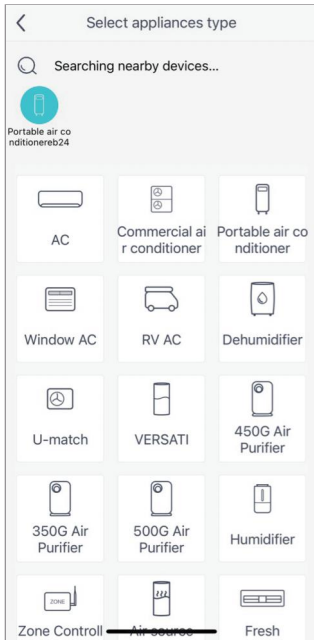 Select appliances type
Searching nearby devices...
Portable air co
nditionereb24
AC
Commercial ai
r conditioner
Portable air co
nditioner
Window AC
RV AC
Dehumidifier
U-match
VERSATI
450G Air
Purifier
350G Air
Purifier
500G Air
Purifier
Humidifier
ZONE
Zone Controll
Air source
Fresh